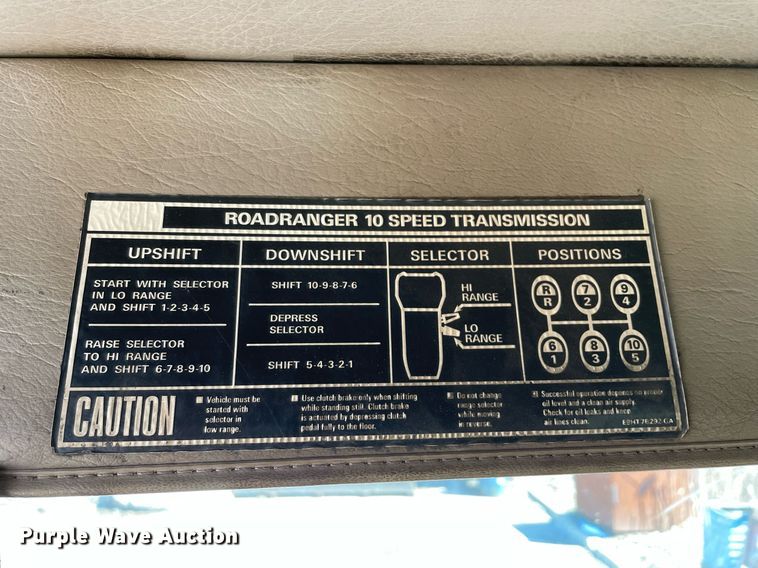 ROADRANGER 10 SPEED TRANSMISSION
UPSHIFT
START WITH SELECTOR
IN LO RANGE
AND SHIFT 1-2-3-4-5
RAISE SELECTOR
TO HI RANGE
AND SHIFT 6-7-8-9-10
DOWNSHIFT
SHIFT 10-9-8-7-6
DEPRESS
SELECTOR
SHIFT 5-4-3-2-1
SELECTOR
HI
RANGE
LO
RANGE
POSITIONS
R 7 9
R 2 4
6 8 10
1 3 5
CAUTION
Vehicle must be
started with
selector in
low range.
Use clutch brake only when shifting
while standing still. Clutch brake
is actuated by depressing clutch
pedal fully to the floor.
Do not change
range selector
while moving
in reverse.
Successful operation depends no proper
oil level and a clean air supply.
Check for oil leaks and keep
air lines clean.
Purple Wave Auction